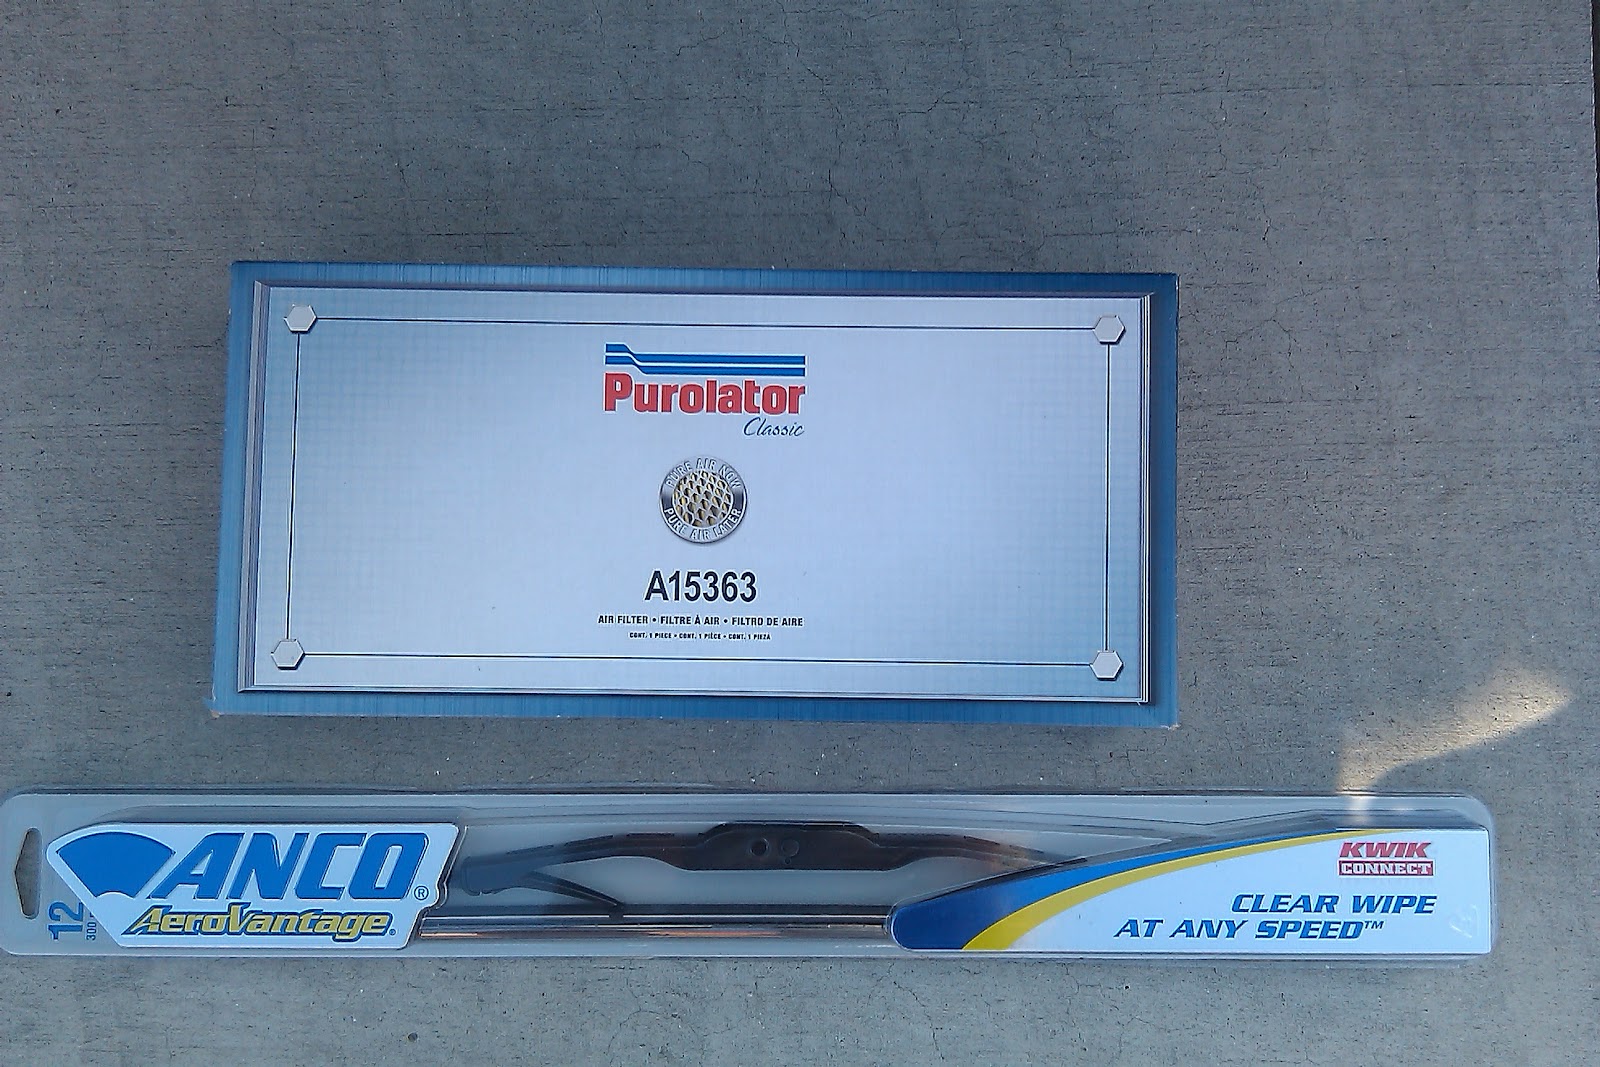 Purolator
Classic
PURE AIR NOW
PURE AIR LATER
A15363
AIR FILTER • FILTRE À AIR • FILTRO DE AIRE
CONT. 1 PIECE • CONT. 1 PIÈCE • CONT. 1 PIEZA
ANCO®
AeroVantage®
12
300
KWIK
CONNECT
CLEAR WIPE
AT ANY SPEED™